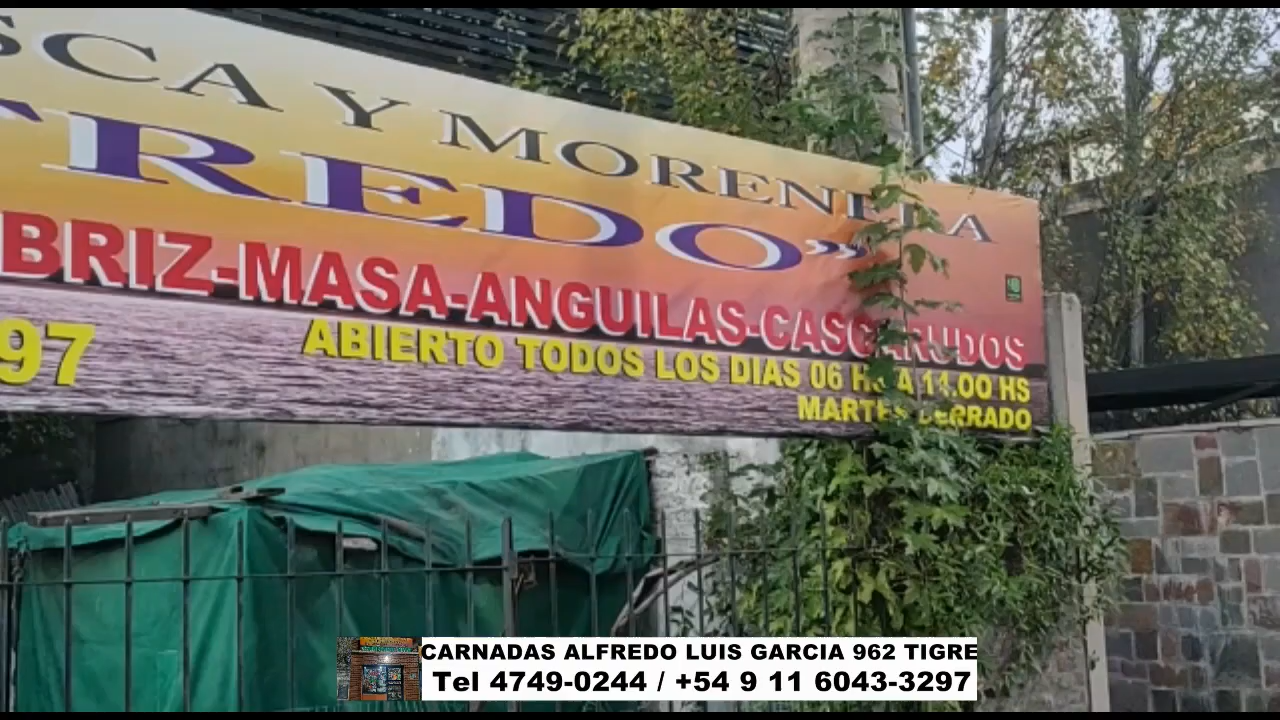 SCA Y MORENITA
FREDO”
BRIZ-MASA-ANGUILAS-CASCARUDOS
97
ABIERTO TODOS LOS DIAS 06 HS A 14.00 HS
MARTES CERRADO
CARNADAS ALFREDO LUIS GARCIA 962 TIGRE
Tel 4749-0244 / +54 9 11 6043-3297